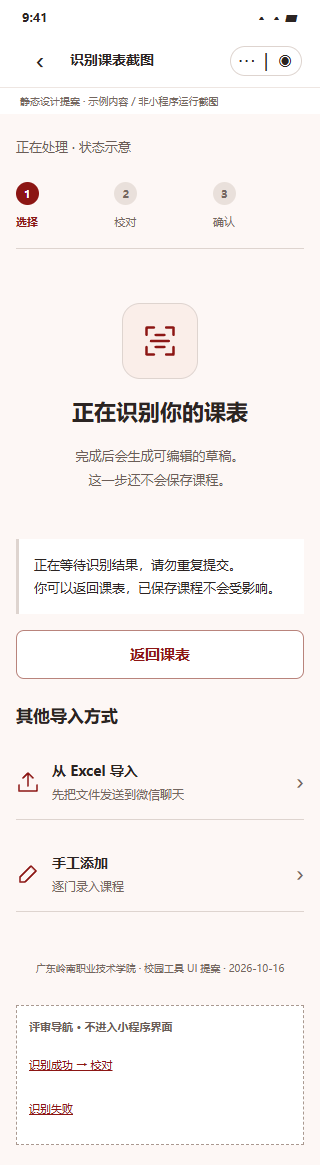 9:41
识别课表截图
静态设计提案 · 示例内容 / 非小程序运行截图
正在处理 · 状态示意
1
2
3
选择
校对
确认
正在识别你的课表
完成后会生成可编辑的草稿。
这一步还不会保存课程。
正在等待识别结果，请勿重复提交。
你可以返回课表，已保存课程不会受影响。
返回课表
其他导入方式
从 Excel 导入
先把文件发送到微信聊天
手工添加
逐门录入课程
广东岭南职业技术学院 · 校园工具 UI 提案 · 2026-10-16
评审导航 · 不进入小程序界面
识别成功 → 校对
识别失败